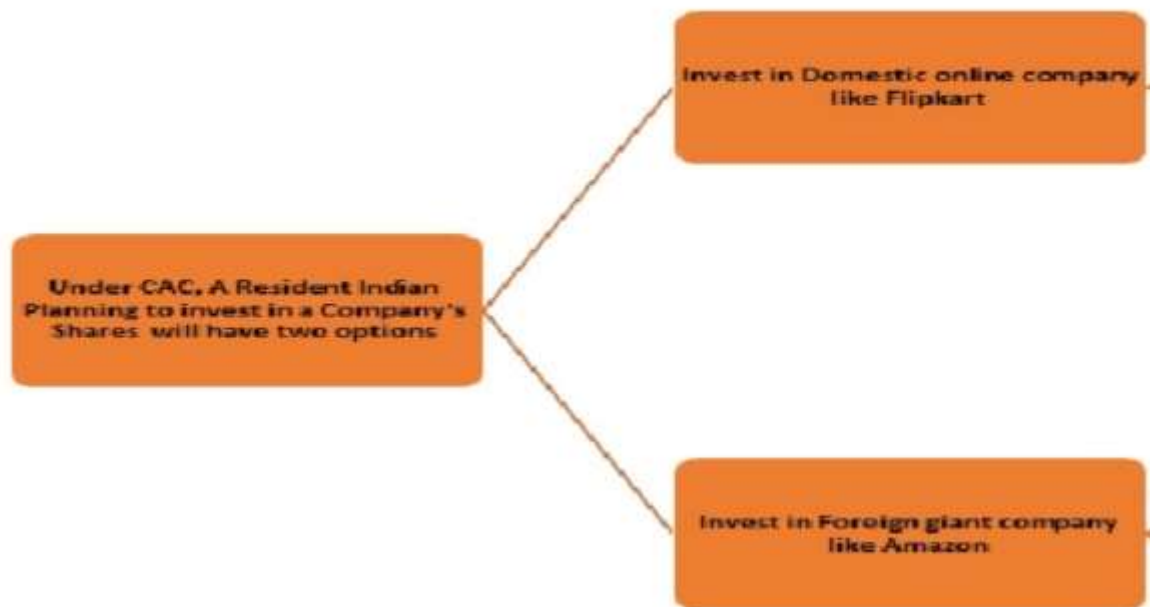 Invest in Domestic online company
like Flipkart
Under CAC, A Resident Indian
Planning to invest in a Company's
Shares will have two options
Invest in Foreign giant company
like Amazon